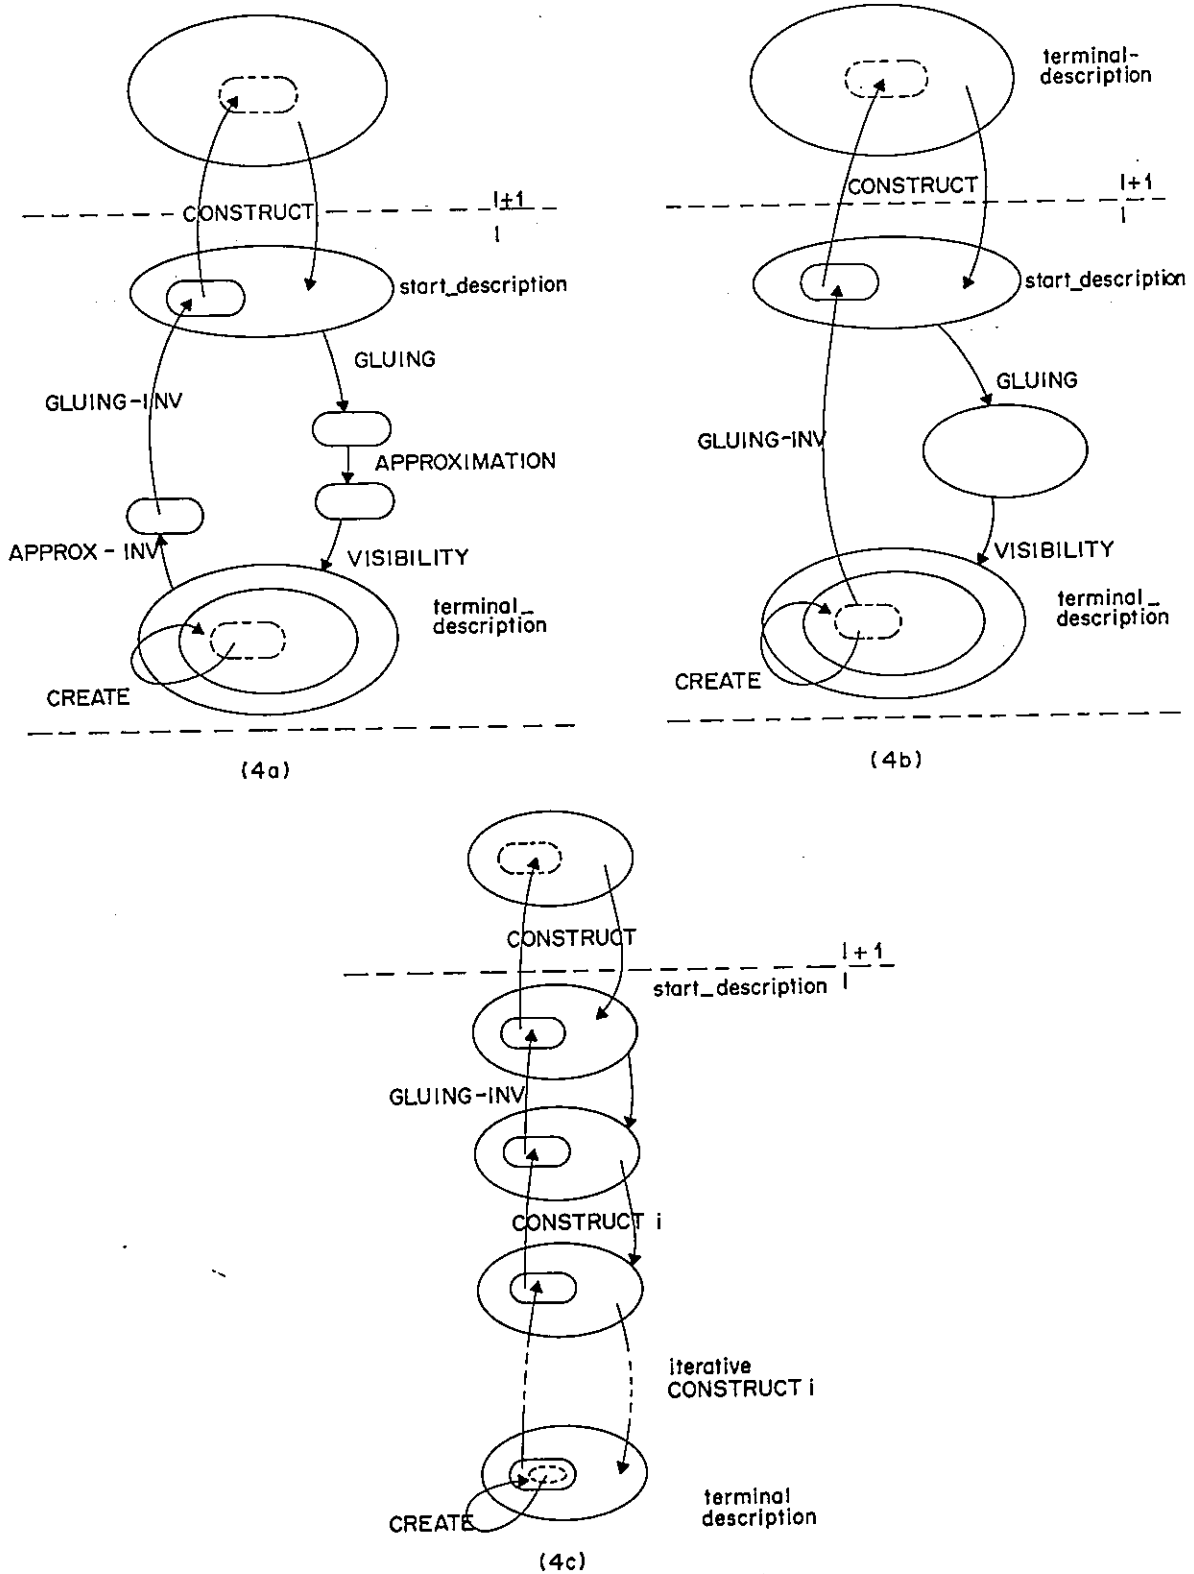 CONSTRUCT
l+1
l
start_description
GLUING
GLUING-INV
APPROXIMATION
APPROX-INV
VISIBILITY
terminal_
description
CREATE
(4a)
terminal-
description
CONSTRUCT
l+1
l
start_description
GLUING
GLUING-INV
VISIBILITY
terminal_
description
CREATE
(4b)
CONSTRUCT
l+1
l
start_description
GLUING-INV
CONSTRUCT i
iterative
CONSTRUCT i
terminal
description
CREATE
(4c)